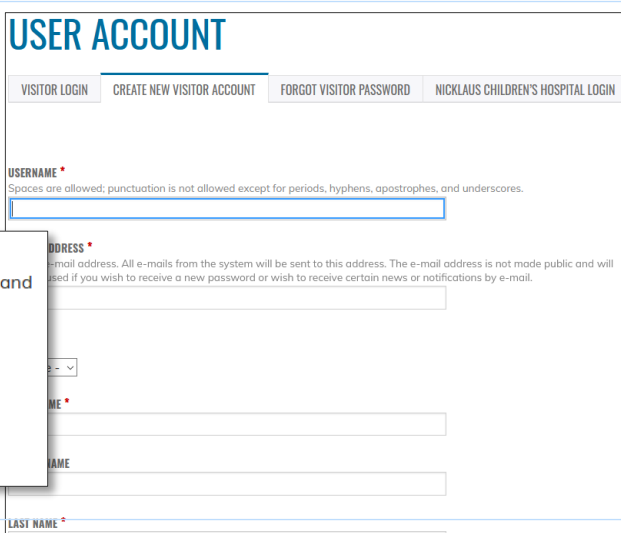 USER ACCOUNT
VISITOR LOGIN CREATE NEW VISITOR ACCOUNT FORGOT VISITOR PASSWORD NICKLAUS CHILDREN'S HOSPITAL LOGIN
USERNAME *
Spaces are allowed; punctuation is not allowed except for periods, hyphens, apostrophes, and underscores.
DDRESS *
e-mail address. All e-mails from the system will be sent to this address. The e-mail address is not made public and will
used if you wish to receive a new password or wish to receive certain news or notifications by e-mail.
and
e -
ME *
NAME
LAST NAME *